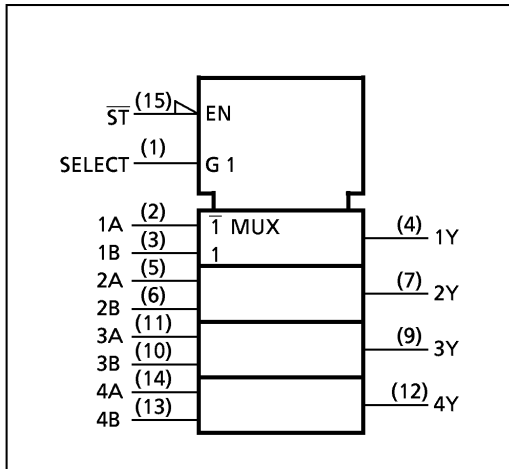 S̅T̅ (15) EN
SELECT (1) G 1
1A (2) 1̅ MUX (4) 1Y
1B (3) 1
2A (5) (7) 2Y
2B (6)
3A (11) (9) 3Y
3B (10)
4A (14) (12) 4Y
4B (13)